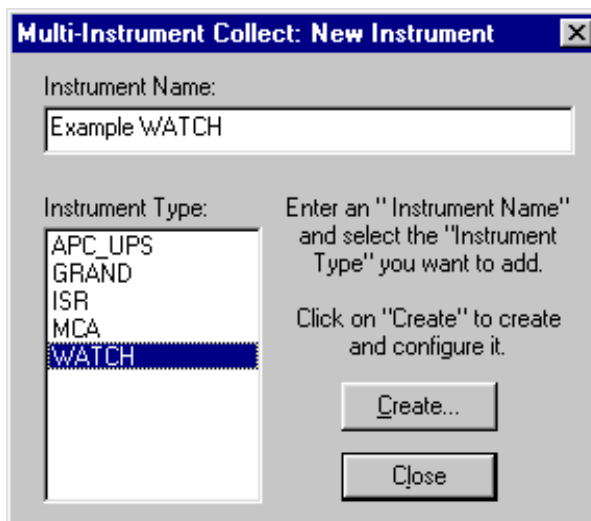 Multi-Instrument Collect: New Instrument
Instrument Name:
Example WATCH
Instrument Type:
APC_UPS
GRAND
ISR
MCA
WATCH
Enter an " Instrument Name"
and select the "Instrument
Type" you want to add.
Click on "Create" to create
and configure it.
Create...
Close